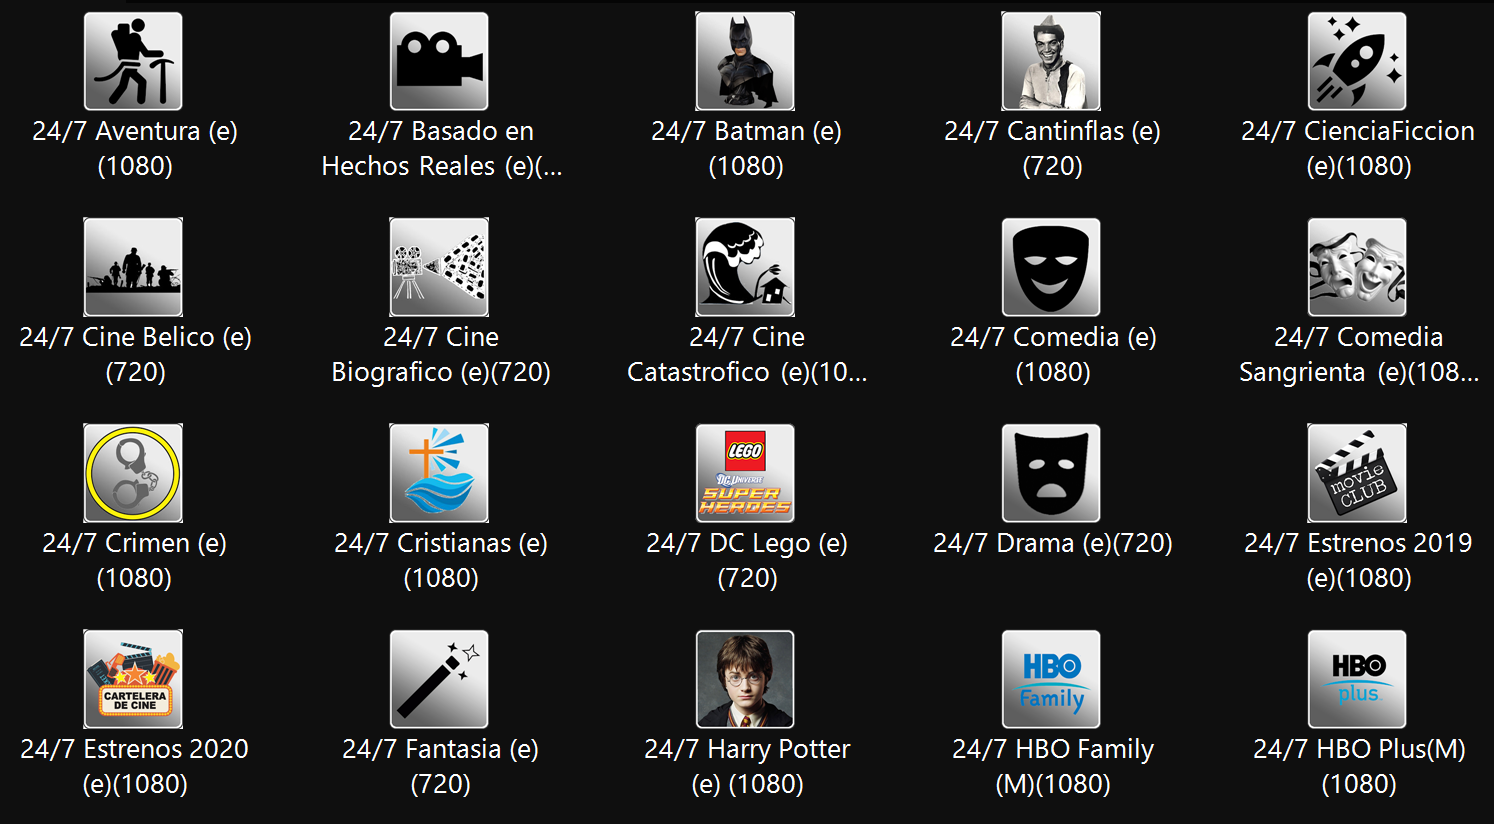 24/7 Aventura (e)
(1080)
24/7 Basado en
Hechos Reales (e)(...
24/7 Batman (e)
(1080)
24/7 Cantinflas (e)
(720)
24/7 CienciaFiccion
(e)(1080)
24/7 Cine Belico (e)
(720)
24/7 Cine
Biografico (e)(720)
24/7 Cine
Catastrofico (e)(10...
24/7 Comedia (e)
(1080)
24/7 Comedia
Sangrienta (e)(108...
24/7 Crimen (e)
(1080)
24/7 Cristianas (e)
(1080)
LEGO
DC UNIVERSE
SUPER
HEROES
24/7 DC Lego (e)
(720)
24/7 Drama (e)(720)
movie
CLUB
24/7 Estrenos 2019
(e)(1080)
CARTELERA
DE CINE
24/7 Estrenos 2020
(e)(1080)
24/7 Fantasia (e)
(720)
24/7 Harry Potter
(e) (1080)
HBO
Family
24/7 HBO Family
(M)(1080)
HBO
plus
24/7 HBO Plus(M)
(1080)